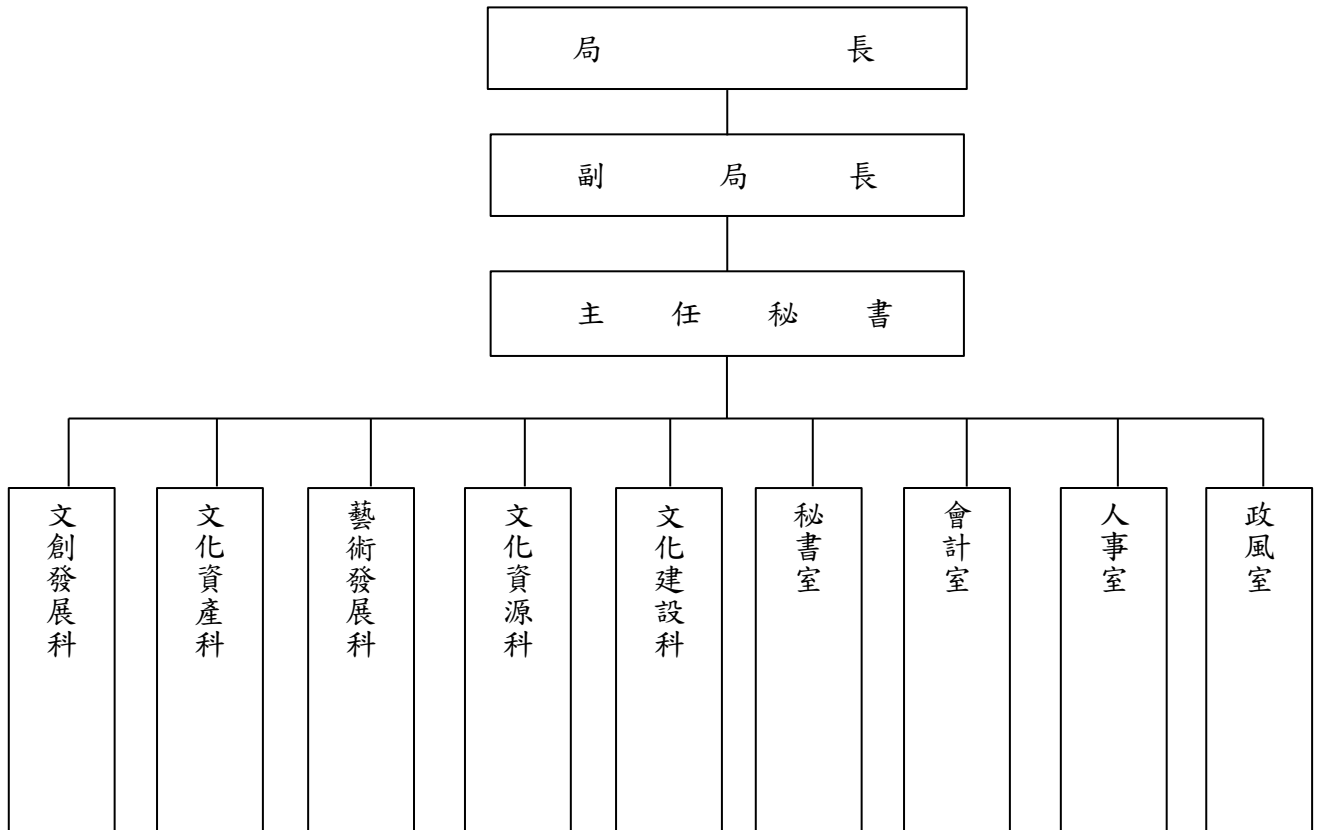 局長
副局長
主任秘書
文創發展科
文化資產科
藝術發展科
文化資源科
文化建設科
秘書室
會計室
人事室
政風室